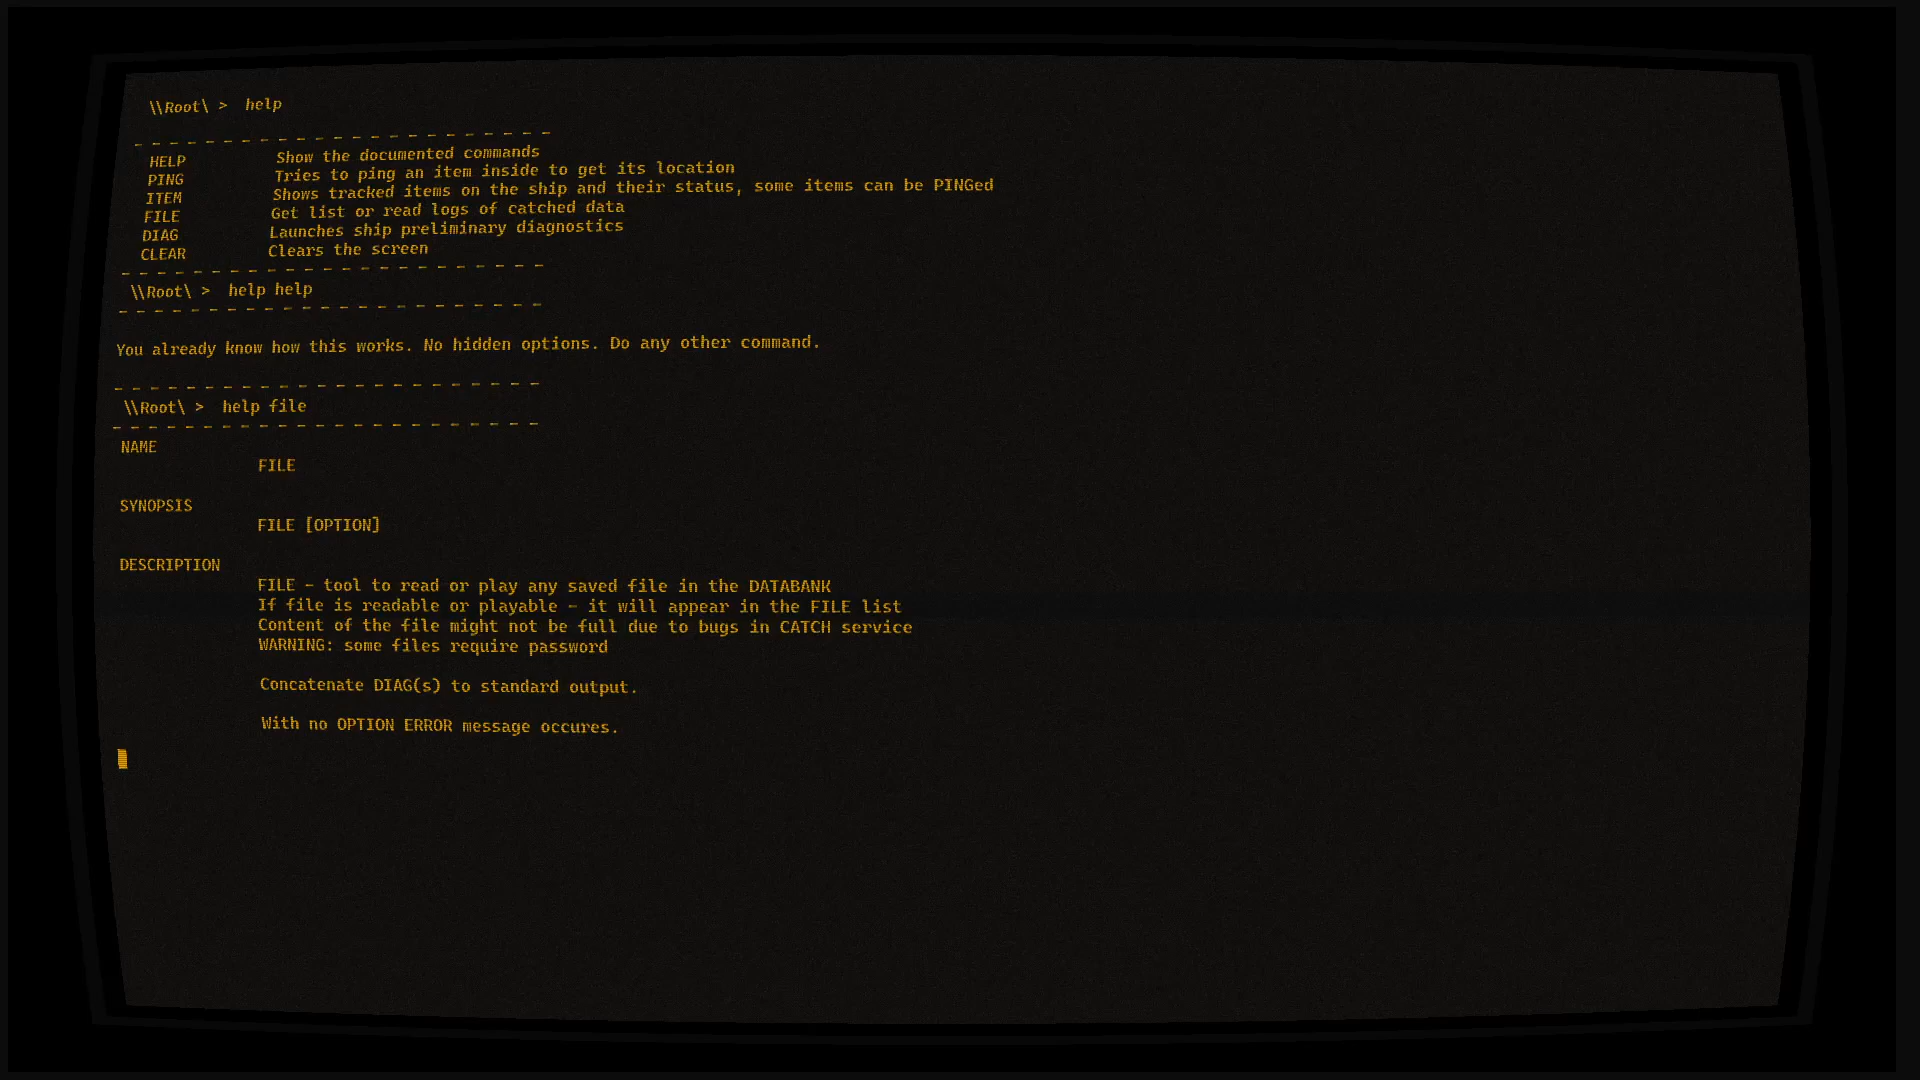 \\Root\ >  help
- - - - - - - - - - - - - - - - - - - - - - -
HELP          Show the documented commands
PING          Tries to ping an item inside to get its location
ITEM          Shows tracked items on the ship and their status, some items can be PINGed
FILE          Get list or read logs of catched data
DIAG          Launches ship preliminary diagnostics
CLEAR         Clears the screen
- - - - - - - - - - - - - - - - - - - - - - - -
\\Root\ >  help help
- - - - - - - - - - - - - - - - - - - - - - - -
You already know how this works. No hidden options. Do any other command.
- - - - - - - - - - - - - - - - - - - - - - - -
\\Root\ >  help file
- - - - - - - - - - - - - - - - - - - - - - - -
NAME
FILE
SYNOPSIS
FILE [OPTION]
DESCRIPTION
FILE - tool to read or play any saved file in the DATABANK
If file is readable or playable - it will appear in the FILE list
Content of the file might not be full due to bugs in CATCH service
WARNING: some files require password
Concatenate DIAG(s) to standard output.
With no OPTION ERROR message occures.